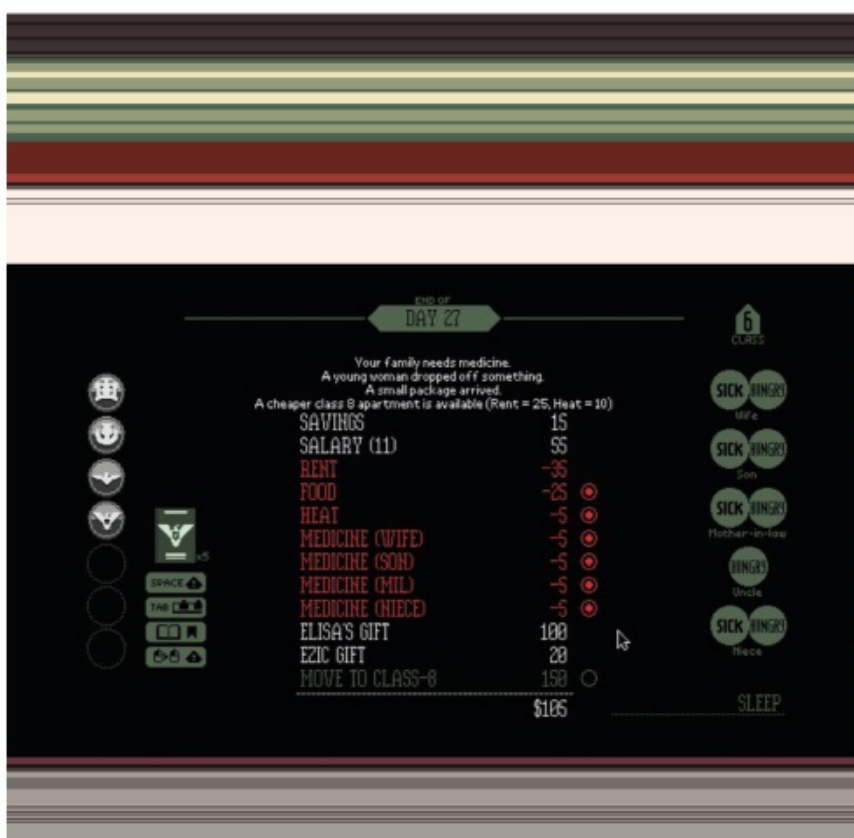 END OF
DAY 27
6
CLASS
Your family needs medicine.
A young woman dropped off something.
A small package arrived.
A cheaper class 8 apartment is available (Rent = 25, Heat = 10)
SAVINGS 15
SALARY (11) 55
RENT -35
FOOD -25
HEAT -5
MEDICINE (WIFE) -5
MEDICINE (SON) -5
MEDICINE (MIL) -5
MEDICINE (NIECE) -5
ELISA'S GIFT 100
EZIC GIFT 20
MOVE TO CLASS-8 150
$105
x5
SPACE
TAB
SICK HUNGRY
Wife
SICK HUNGRY
Son
SICK HUNGRY
Mother-in-law
HUNGRY
Uncle
SICK HUNGRY
Niece
SLEEP